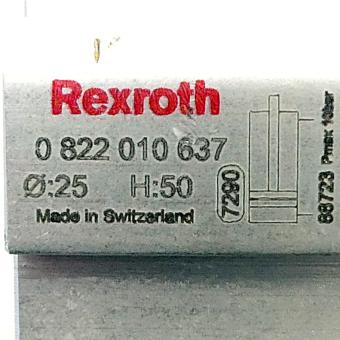 Rexroth
0 822 010 637
Ø:25 H:50
Made in Switzerland
7290
68723 Pmax 10bar